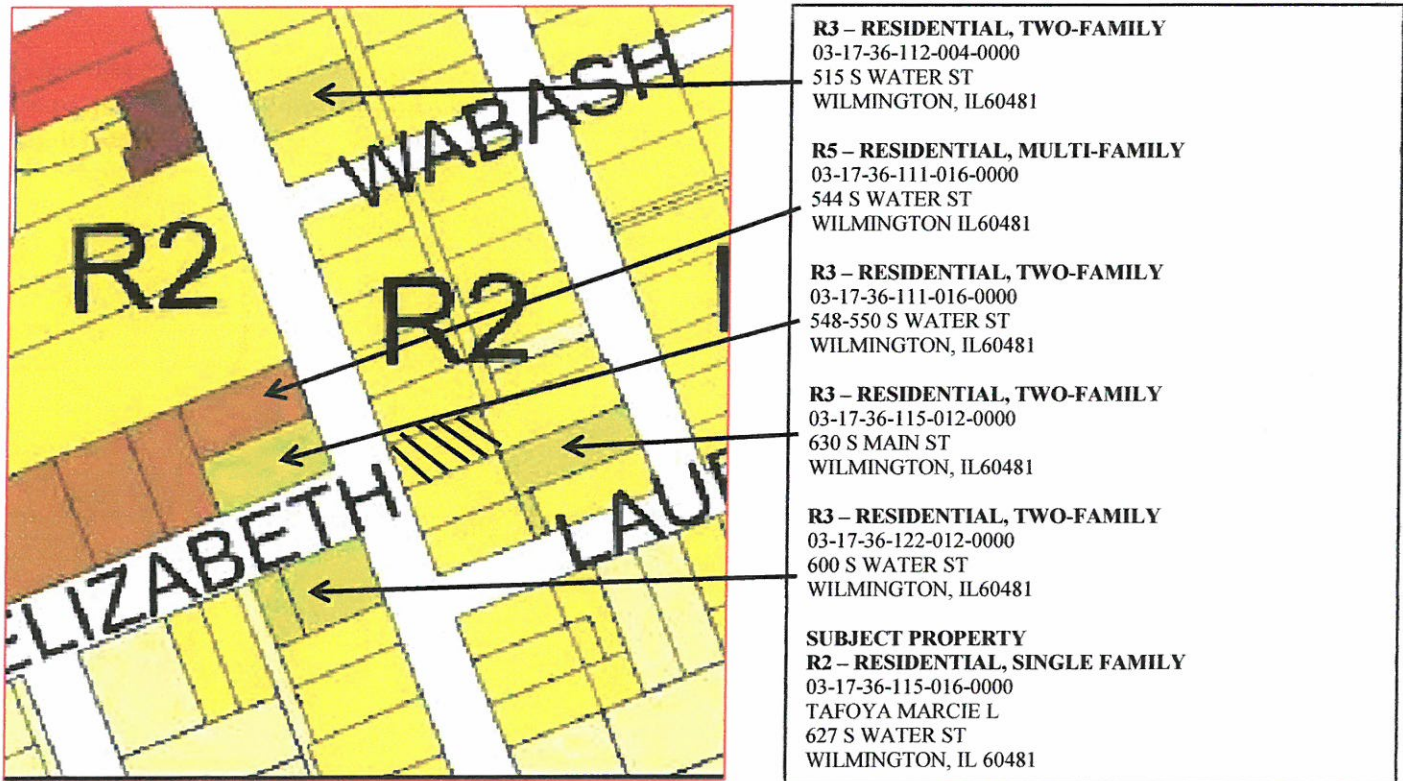 WABASH
R2
R2
ELIZABETH
LAU
R3 – RESIDENTIAL, TWO-FAMILY
03-17-36-112-004-0000
515 S WATER ST
WILMINGTON, IL60481
R5 – RESIDENTIAL, MULTI-FAMILY
03-17-36-111-016-0000
544 S WATER ST
WILMINGTON IL60481
R3 – RESIDENTIAL, TWO-FAMILY
03-17-36-111-016-0000
548-550 S WATER ST
WILMINGTON, IL60481
R3 – RESIDENTIAL, TWO-FAMILY
03-17-36-115-012-0000
630 S MAIN ST
WILMINGTON, IL60481
R3 – RESIDENTIAL, TWO-FAMILY
03-17-36-122-012-0000
600 S WATER ST
WILMINGTON, IL60481
SUBJECT PROPERTY
R2 – RESIDENTIAL, SINGLE FAMILY
03-17-36-115-016-0000
TAFOYA MARCIE L
627 S WATER ST
WILMINGTON, IL 60481